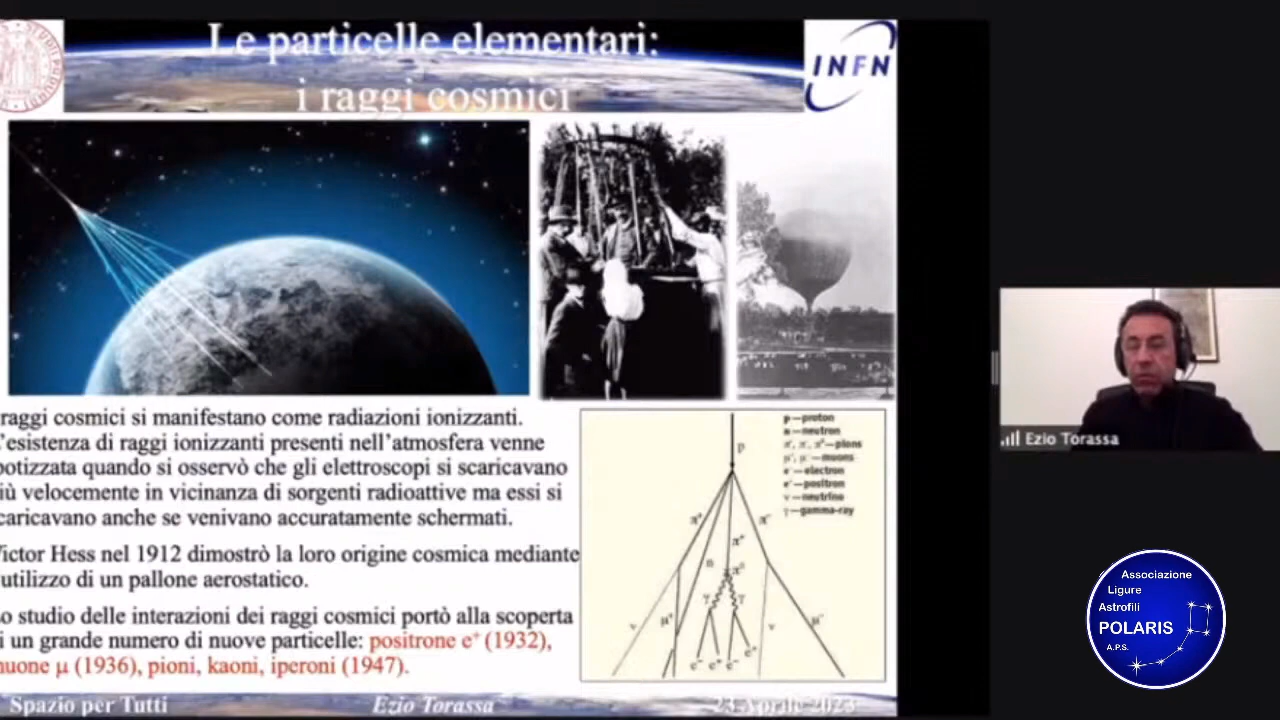 Le particelle elementari:
i raggi cosmici
INFN
raggi cosmici si manifestano come radiazioni ionizzanti.
'esistenza di raggi ionizzanti presenti nell'atmosfera venne
potizzata quando si osservò che gli elettroscopi si scaricavano
iù velocemente in vicinanza di sorgenti radioattive ma essi si
caricavano anche se venivano accuratamente schermati.
Victor Hess nel 1912 dimostrò la loro origine cosmica mediante
'utilizzo di un pallone aerostatico.
o studio delle interazioni dei raggi cosmici portò alla scoperta
i un grande numero di nuove particelle: positrone e⁺ (1932),
muone μ (1936), pioni, kaoni, iperoni (1947).
p
p—proton
n—neutron
π⁺, π⁻, π⁰—pions
μ⁺, μ⁻—muons
e⁻—electron
e⁺—positron
ν—neutrino
γ—gamma-ray
π⁺
π⁻
n
π⁰
γ
γ
ν
μ⁺
ν
μ⁻
e⁻ e⁺ e⁻ e⁺
Spazio per Tutti
Ezio Torassa
23 Aprile 2023
Ezio Torassa
Associazione
Ligure
Astrofili
POLARIS
A.P.S.